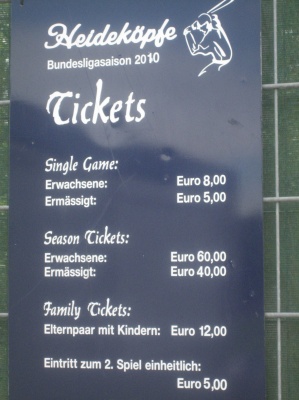 Heideköpfe
Bundesligasaison 2010
Tickets
Single Game:
Erwachsene: Euro 8,00
Ermässigt: Euro 5,00
Season Tickets:
Erwachsene: Euro 60,00
Ermässigt: Euro 40,00
Family Tickets:
Elternpaar mit Kindern: Euro 12,00
Eintritt zum 2. Spiel einheitlich:
Euro 5,00